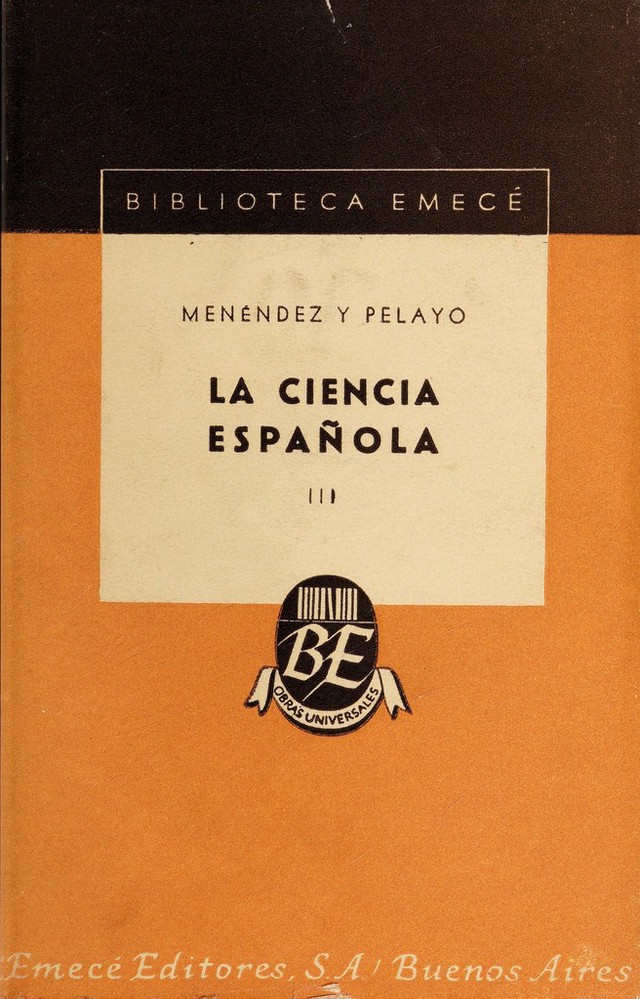 BIBLIOTECA EMECÉ
MENÉNDEZ Y PELAYO
LA CIENCIA
ESPAÑOLA
III
BE
OBRAS UNIVERSALES
Emecé Editores, S.A. / Buenos Aires